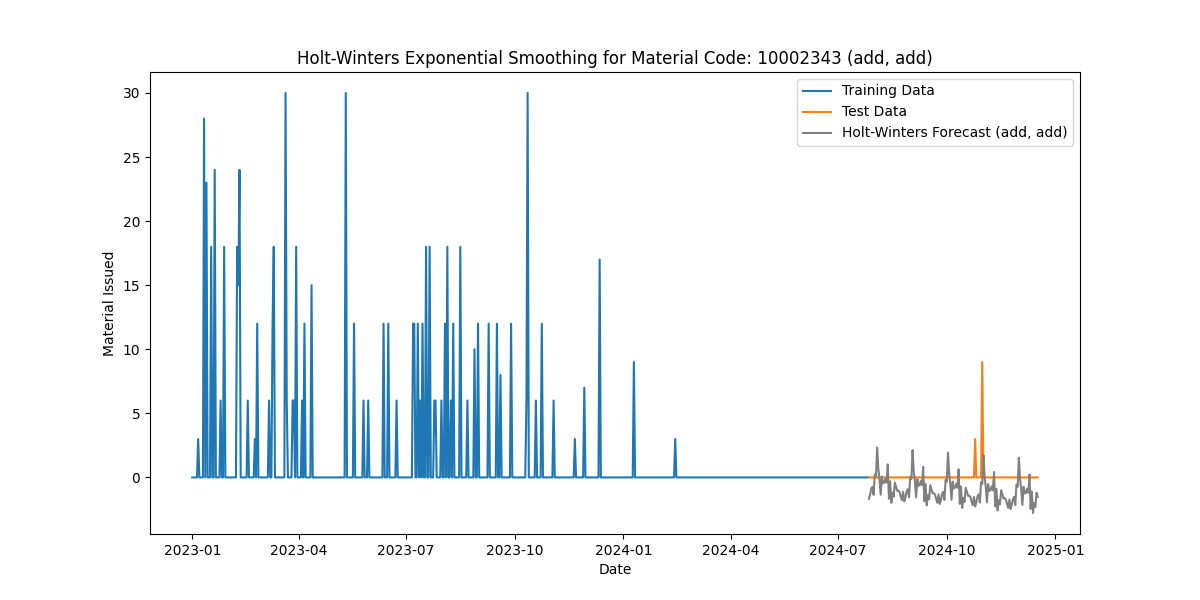 Holt-Winters Exponential Smoothing for Material Code: 10002343 (add, add)
Training Data
Test Data
Holt-Winters Forecast (add, add)
Material Issued
30
25
20
15
10
5
0
2023-01 2023-04 2023-07 2023-10 2024-01 2024-04 2024-07 2024-10 2025-01
Date